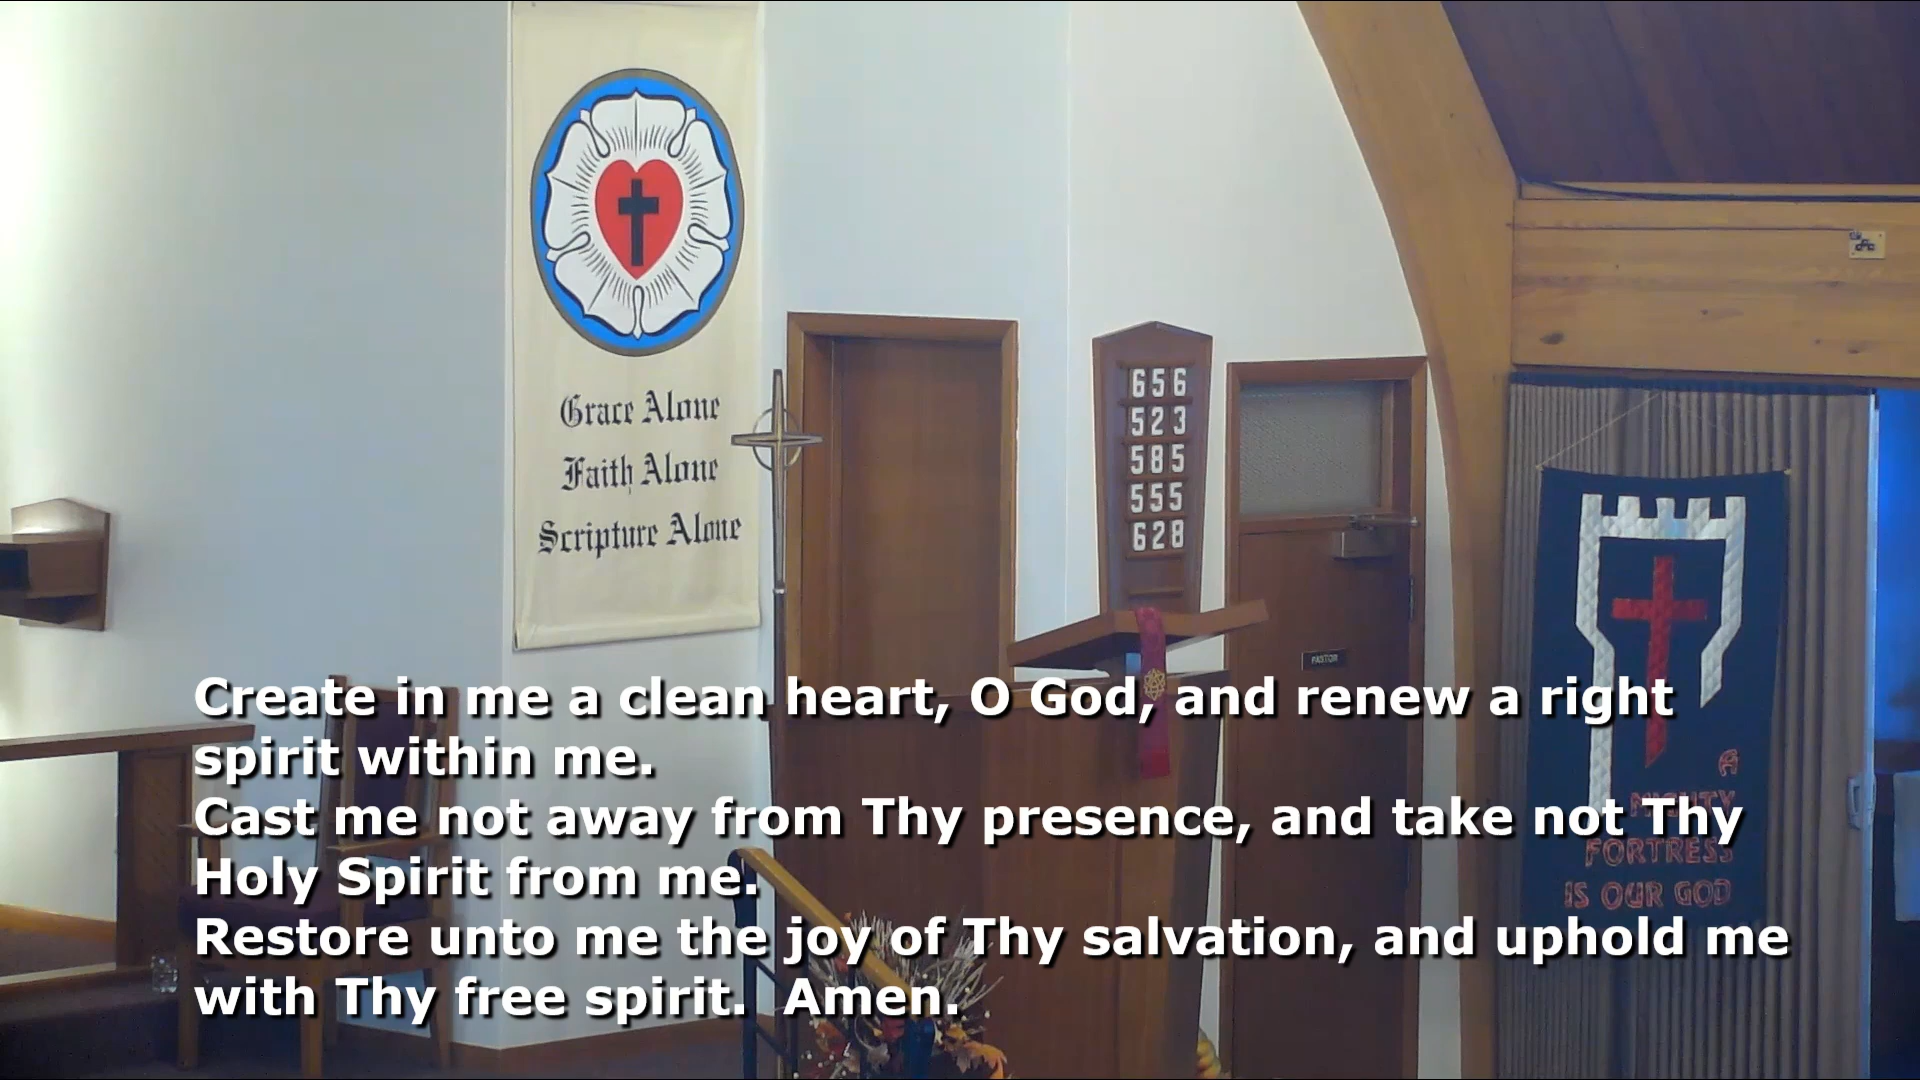 Grace Alone
Faith Alone
Scripture Alone
656
523
585
555
628
PASTOR
A
MIGHTY
FORTRESS
IS OUR GOD
Create in me a clean heart, O God, and renew a right
spirit within me.
Cast me not away from Thy presence, and take not Thy
Holy Spirit from me.
Restore unto me the joy of Thy salvation, and uphold me
with Thy free spirit.  Amen.